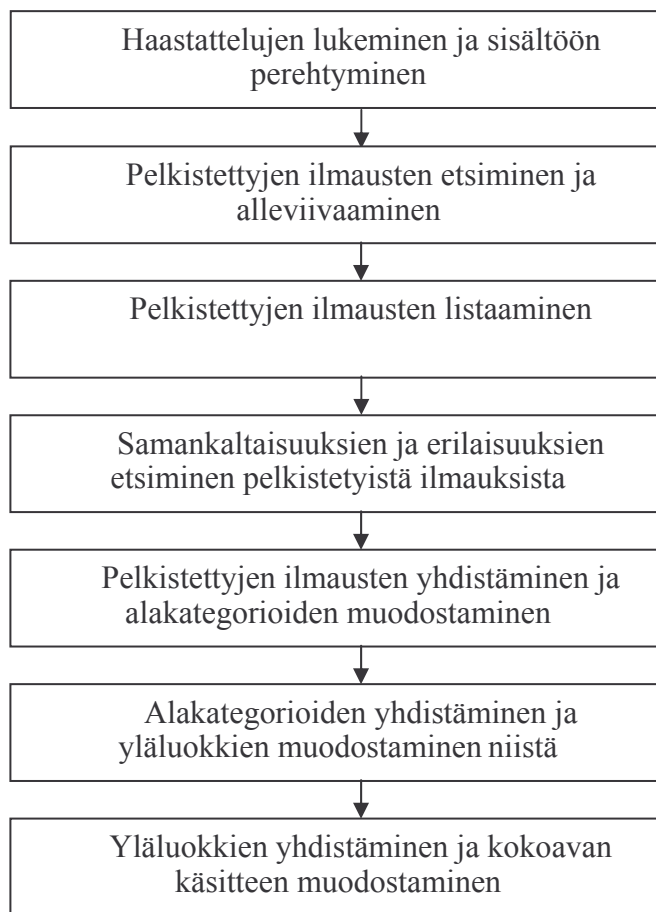 Haastattelujen lukeminen ja sisältöön
perehtyminen
Pelkistettyjen ilmausten etsiminen ja
alleviivaaminen
Pelkistettyjen ilmausten listaaminen
Samankaltaisuuksien ja erilaisuuksien
etsiminen pelkistetyistä ilmauksista
Pelkistettyjen ilmausten yhdistäminen ja
alakategorioiden muodostaminen
Alakategorioiden yhdistäminen ja
yläluokkien muodostaminen niistä
Yläluokkien yhdistäminen ja kokoavan
käsitteen muodostaminen